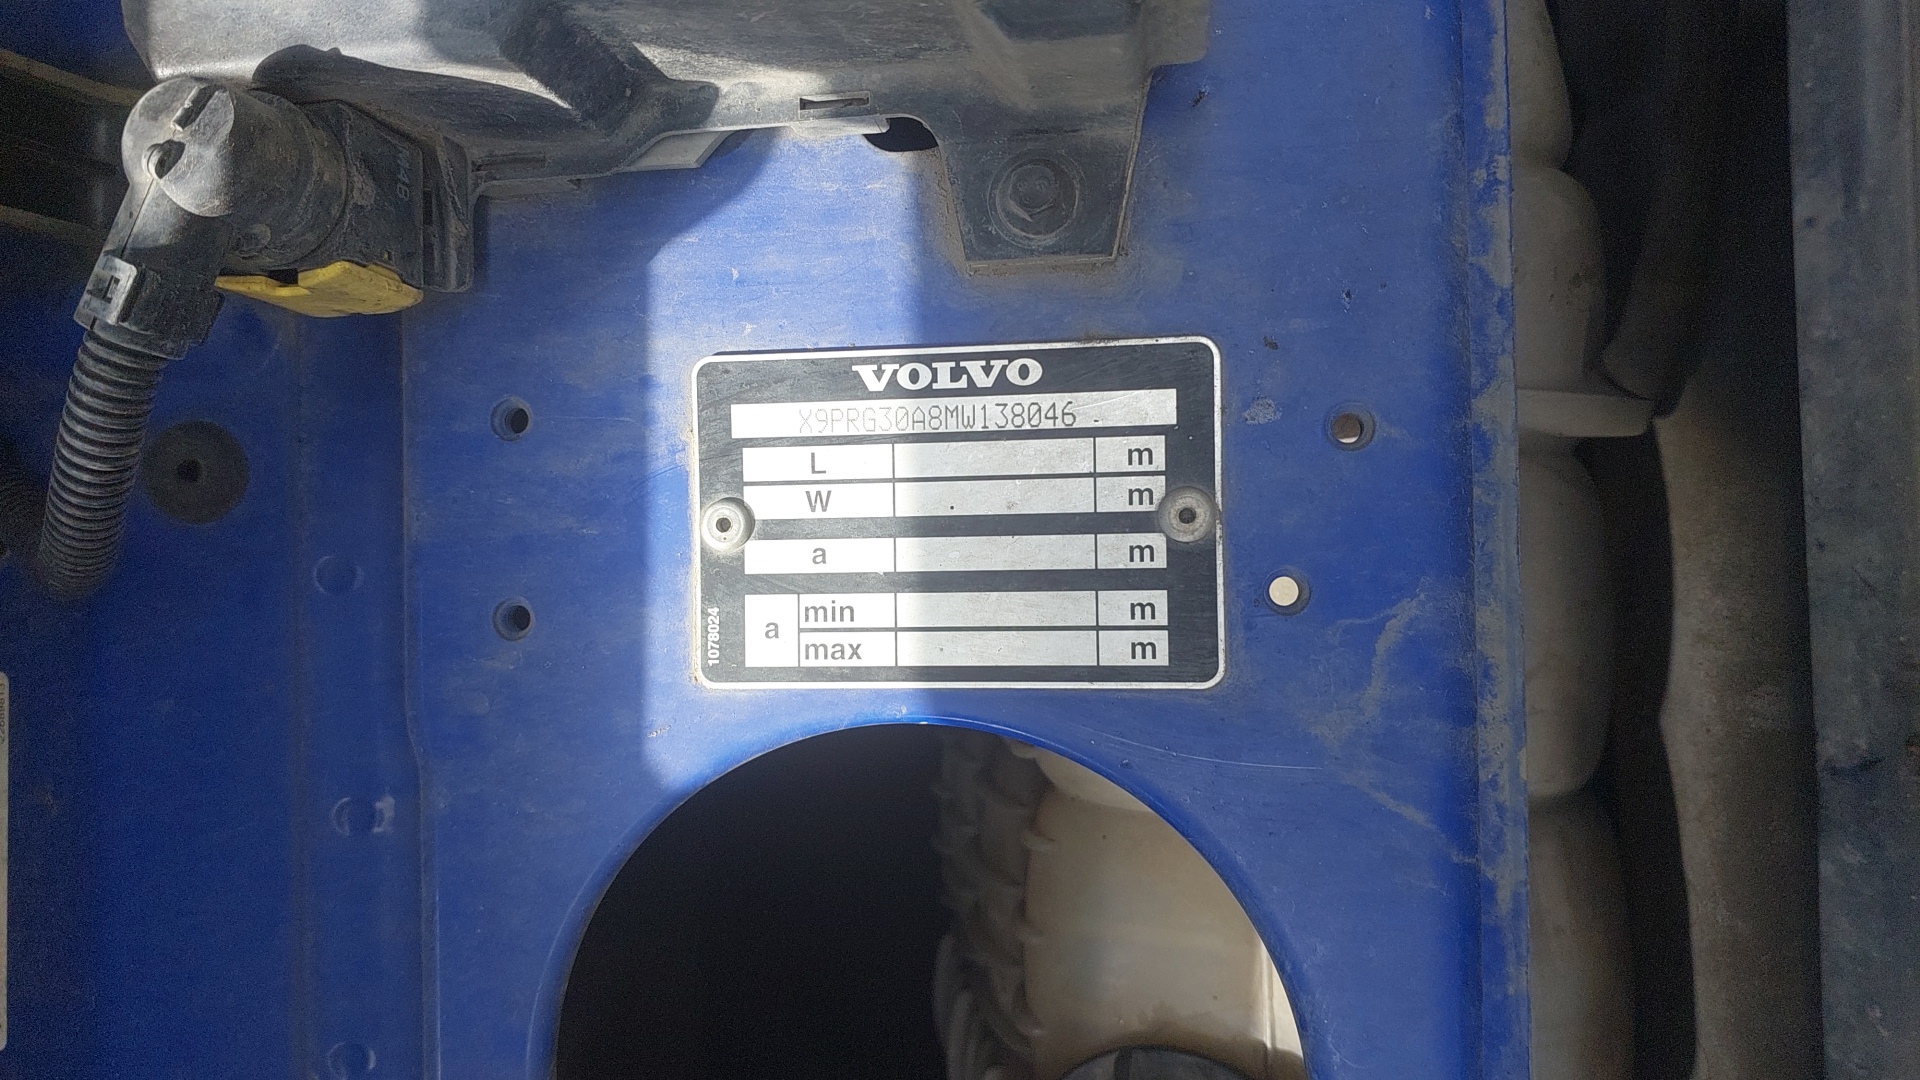 VOLVO
X9PRG30A8MW138046
L m
W m
a m
a min m
max m
1078024